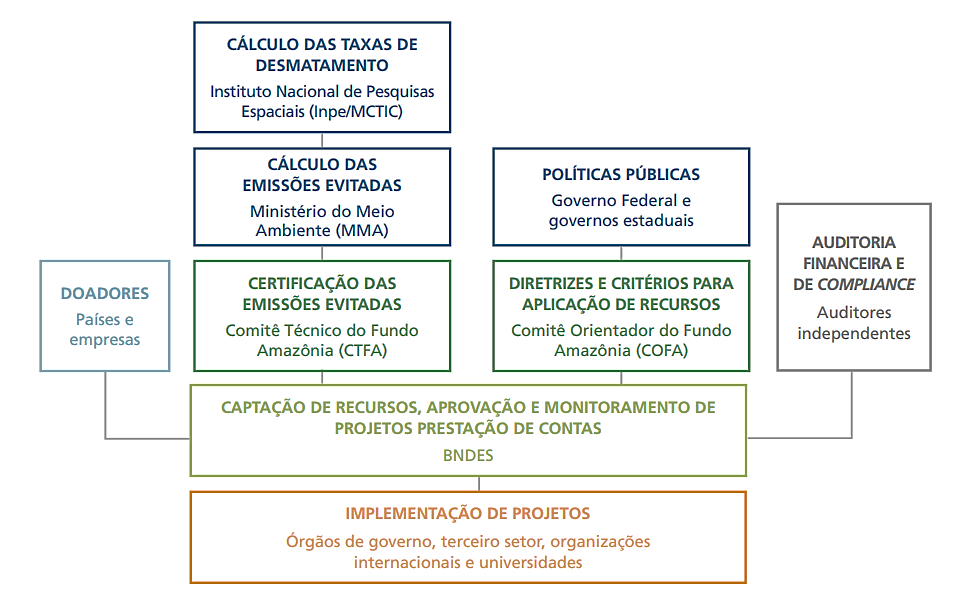 CÁLCULO DAS TAXAS DE
DESMATAMENTO
Instituto Nacional de Pesquisas
Espaciais (Inpe/MCTIC)
CÁLCULO DAS
EMISSÕES EVITADAS
Ministério do Meio
Ambiente (MMA)
POLÍTICAS PÚBLICAS
Governo Federal e
governos estaduais
DOADORES
Países e
empresas
CERTIFICAÇÃO DAS
EMISSÕES EVITADAS
Comitê Técnico do Fundo
Amazônia (CTFA)
DIRETRIZES E CRITÉRIOS PARA
APLICAÇÃO DE RECURSOS
Comitê Orientador do Fundo
Amazônia (COFA)
AUDITORIA
FINANCEIRA E
DE COMPLIANCE
Auditores
independentes
CAPTAÇÃO DE RECURSOS, APROVAÇÃO E MONITORAMENTO DE
PROJETOS PRESTAÇÃO DE CONTAS
BNDES
IMPLEMENTAÇÃO DE PROJETOS
Órgãos de governo, terceiro setor, organizações
internacionais e universidades